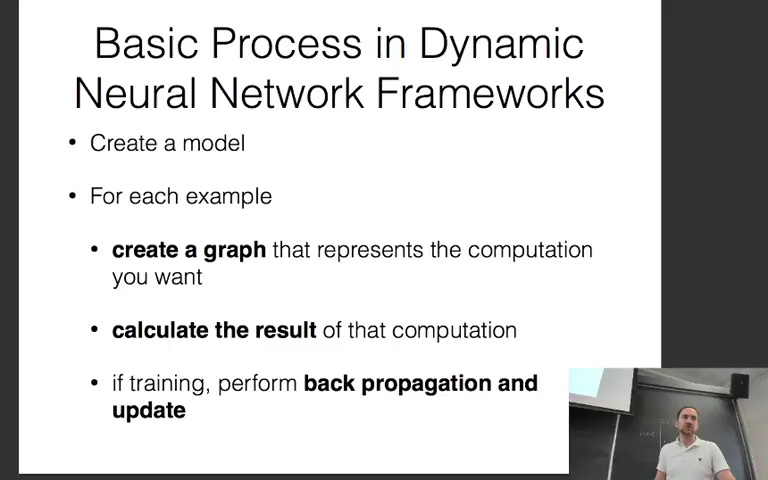 Basic Process in Dynamic
Neural Network Frameworks
• Create a model
• For each example
• create a graph that represents the computation
you want
• calculate the result of that computation
• if training, perform back propagation and
update